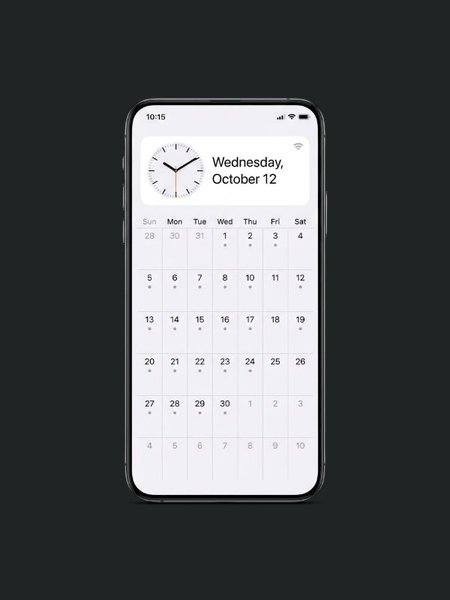 10:15
Wednesday,
October 12
Sun Mon Tue Wed Thu Fri Sat
28 30 31 1 2 3 4
5 6 7 8 10 11 12
13 14 15 16 17 18 19
20 21 22 23 24 25 26
27 28 29 30 1 2 3
4 5 6 7 8 9 10